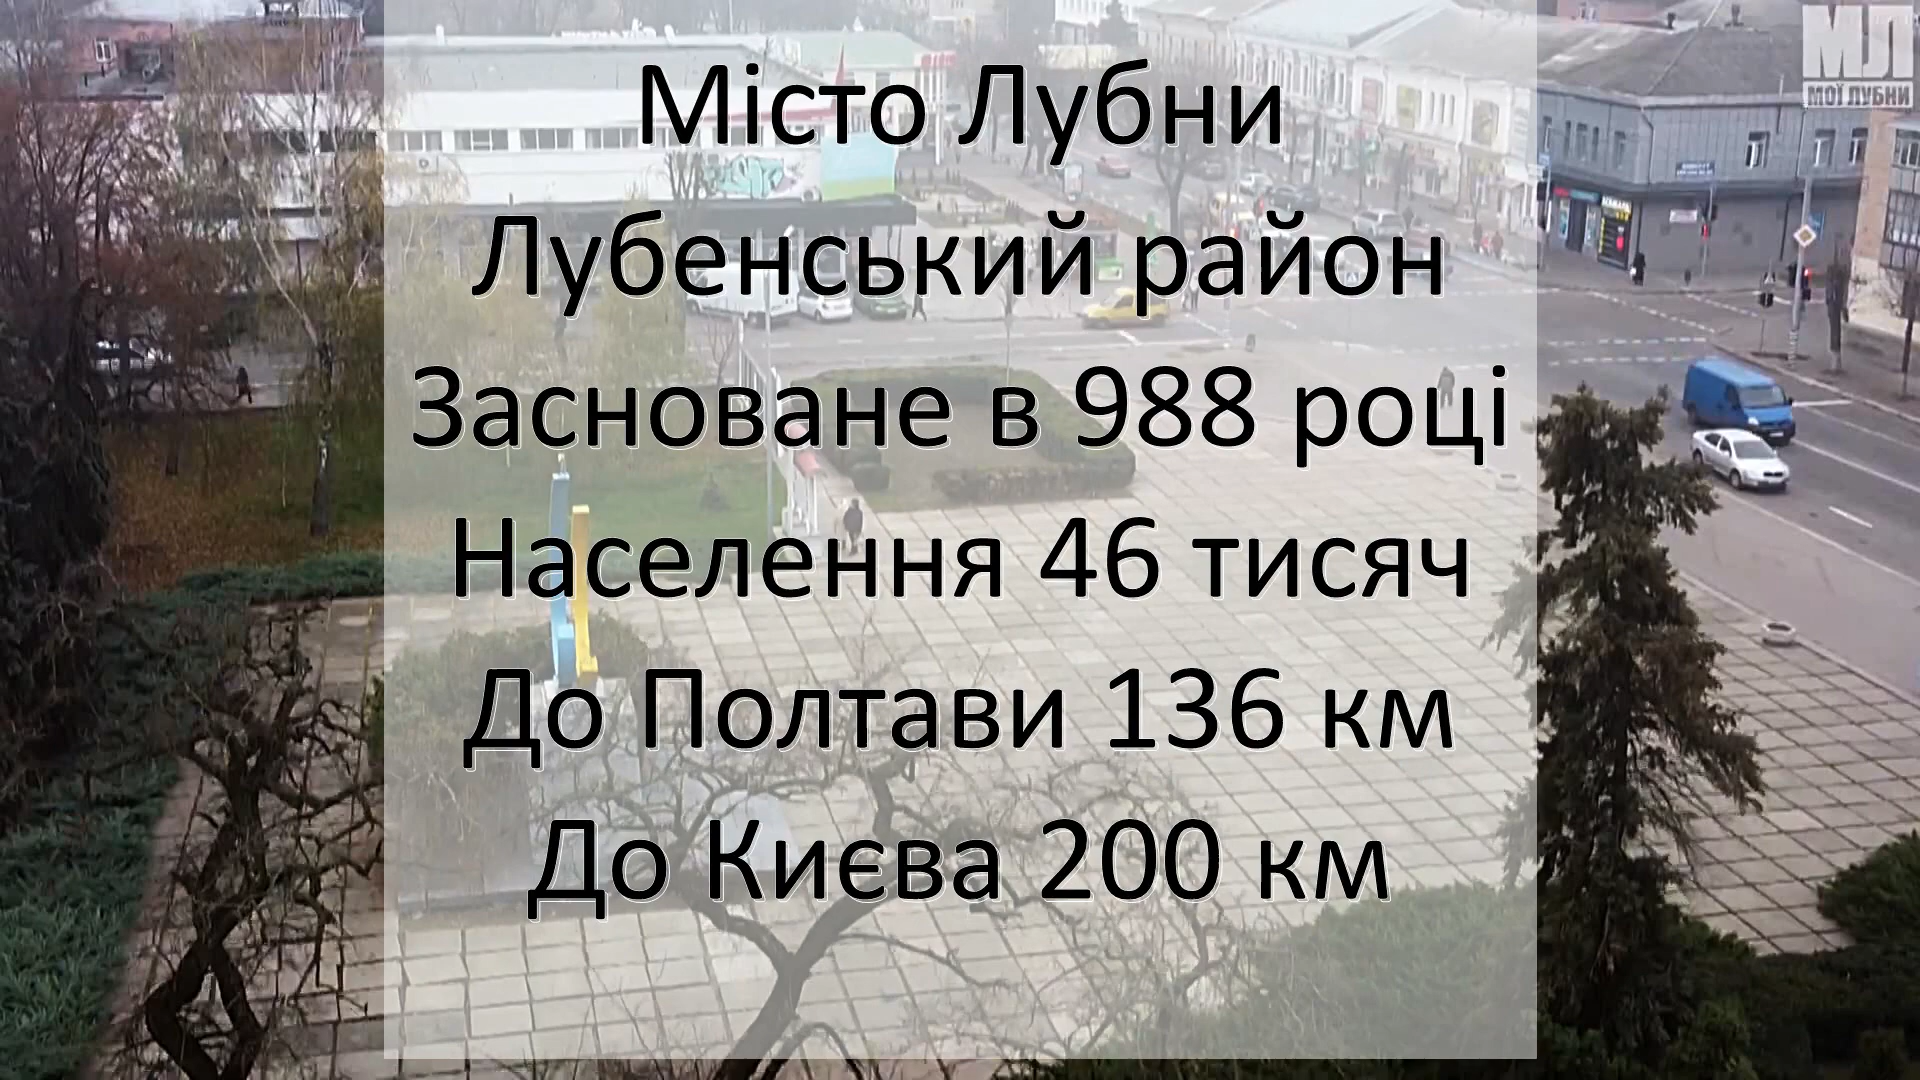 МЛ
МОЇ ЛУБНИ
Місто Лубни
Лубенський район
Засноване в 988 році
Населення 46 тисяч
До Полтави 136 км
До Києва 200 км